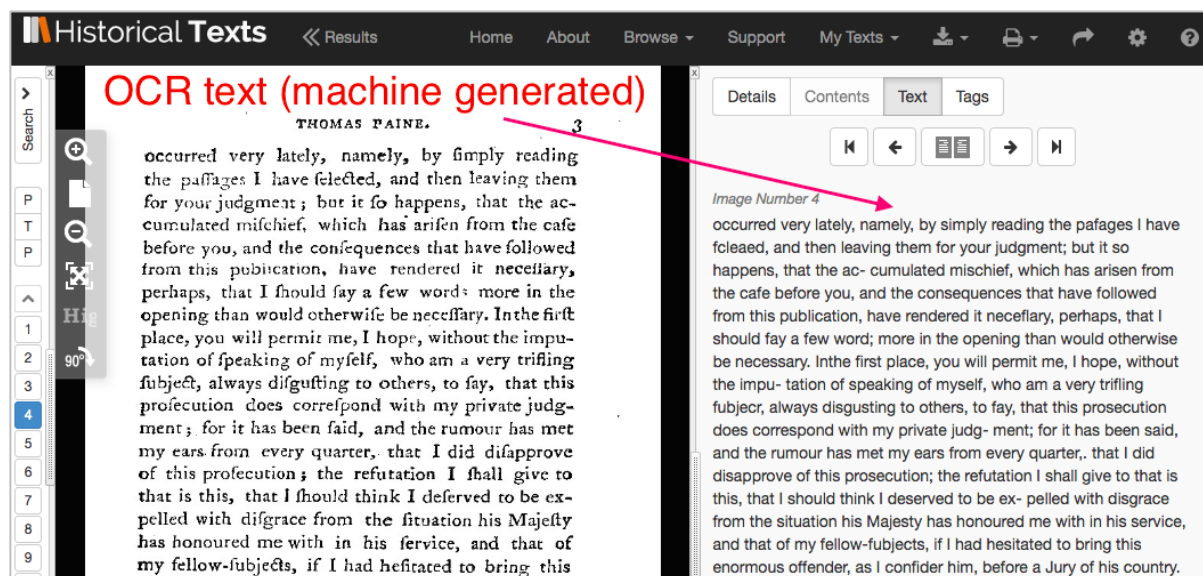 Historical Texts
Results
Home
About
Browse
Support
My Texts
Search
P
T
P
1
2
3
4
5
6
7
8
9
Hig
90°
OCR text (machine generated)
THOMAS PAINE. 3
occurred very lately, namely, by ſimply reading
the paſſages I have ſelected, and then leaving them
for your judgment; but it ſo happens, that the ac-
cumulated miſchief, which has ariſen from the caſe
before you, and the conſequences that have followed
from this publication, have rendered it neceſſary,
perhaps, that I ſhould ſay a few words more in the
opening than would otherwiſe be neceſſary. In the firſt
place, you will permit me, I hope, without the impu-
tation of ſpeaking of myſelf, who am a very trifling
ſubject, always diſguſting to others, to ſay, that this
proſecution does correſpond with my private judg-
ment; for it has been ſaid, and the rumour has met
my ears from every quarter, that I did diſapprove
of this proſecution; the refutation I ſhall give to
that is this, that I ſhould think I deſerved to be ex-
pelled with diſgrace from the ſituation his Majeſty
has honoured me with in his ſervice, and that of
my fellow-ſubjects, if I had heſitated to bring this
Details
Contents
Text
Tags
Image Number 4
occurred very lately, namely, by simply reading the pafages I have
fcleaed, and then leaving them for your judgment; but it so
happens, that the ac- cumulated mischief, which has arisen from
the cafe before you, and the consequences that have followed
from this publication, have rendered it neceflary, perhaps, that I
should fay a few word; more in the opening than would otherwise
be necessary. Inthe first place, you will permit me, I hope, without
the impu- tation of speaking of myself, who am a very trifling
fubjecr, always disgusting to others, to fay, that this prosecution
does correspond with my private judg- ment; for it has been said,
and the rumour has met my ears from every quarter,. that I did
disapprove of this prosecution; the refutation I shall give to that is
this, that I should think I deserved to be ex- pelled with disgrace
from the situation his Majesty has honoured me with in his service,
and that of my fellow-fubjects, if I had hesitated to bring this
enormous offender, as I confider him, before a Jury of his country.